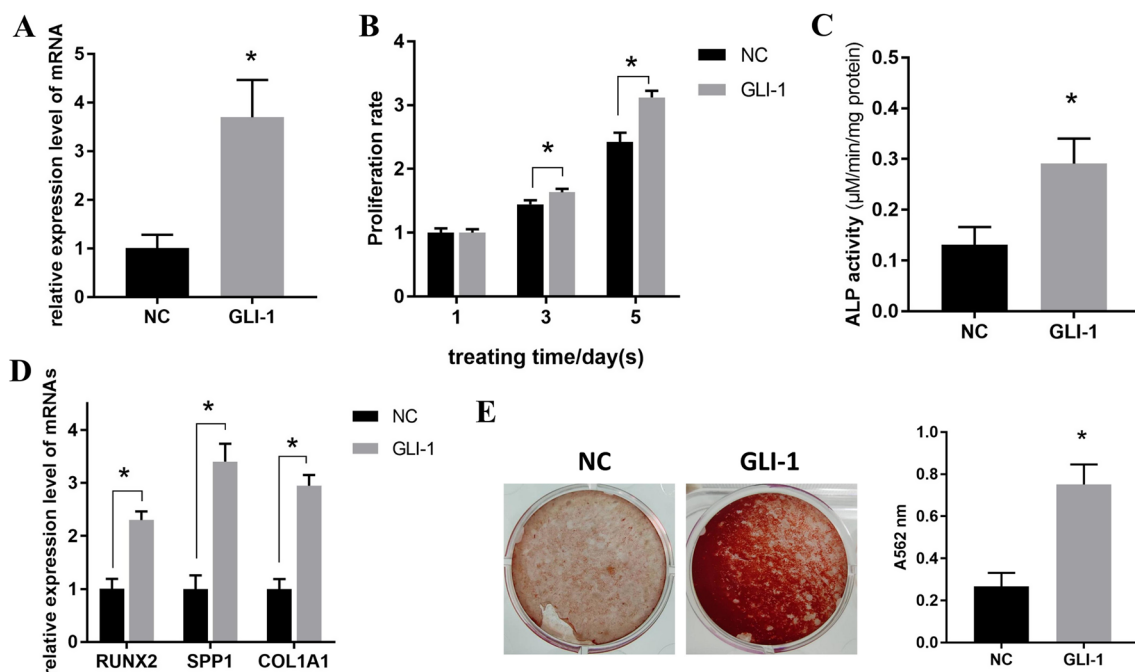 A
relative expression level of mRNA
5
4
3
2
1
0
*
NC GLI-1
B
Proliferation rate
4
3
2
1
0
*
*
1 3 5
treating time/day(s)
NC
GLI-1
C
ALP activity (μM/min/mg protein)
0.5
0.4
0.3
0.2
0.1
0.0
*
NC GLI-1
D
relative expression level of mRNAs
4
3
2
1
0
*
*
*
RUNX2 SPP1 COL1A1
NC
GLI-1
E
NC GLI-1
A562 nm
1.0
0.8
0.6
0.4
0.2
0.0
*
NC GLI-1